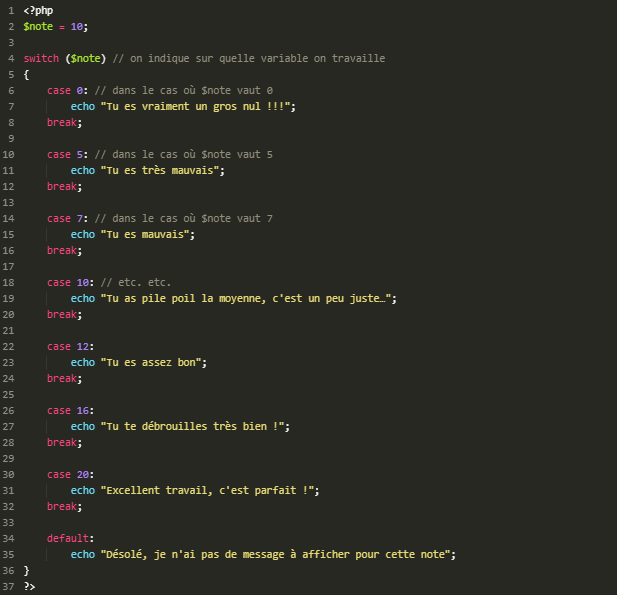 1 <?php
2 $note = 10;
3
4 switch ($note) // on indique sur quelle variable on travaille
5 {
6     case 0: // dans le cas où $note vaut 0
7         echo "Tu es vraiment un gros nul !!!";
8     break;
9
10     case 5: // dans le cas où $note vaut 5
11         echo "Tu es très mauvais";
12     break;
13
14     case 7: // dans le cas où $note vaut 7
15         echo "Tu es mauvais";
16     break;
17
18     case 10: // etc. etc.
19         echo "Tu as pile poil la moyenne, c'est un peu juste…";
20     break;
21
22     case 12:
23         echo "Tu es assez bon";
24     break;
25
26     case 16:
27         echo "Tu te débrouilles très bien !";
28     break;
29
30     case 20:
31         echo "Excellent travail, c'est parfait !";
32     break;
33
34     default:
35         echo "Désolé, je n'ai pas de message à afficher pour cette note";
36 }
37 ?>